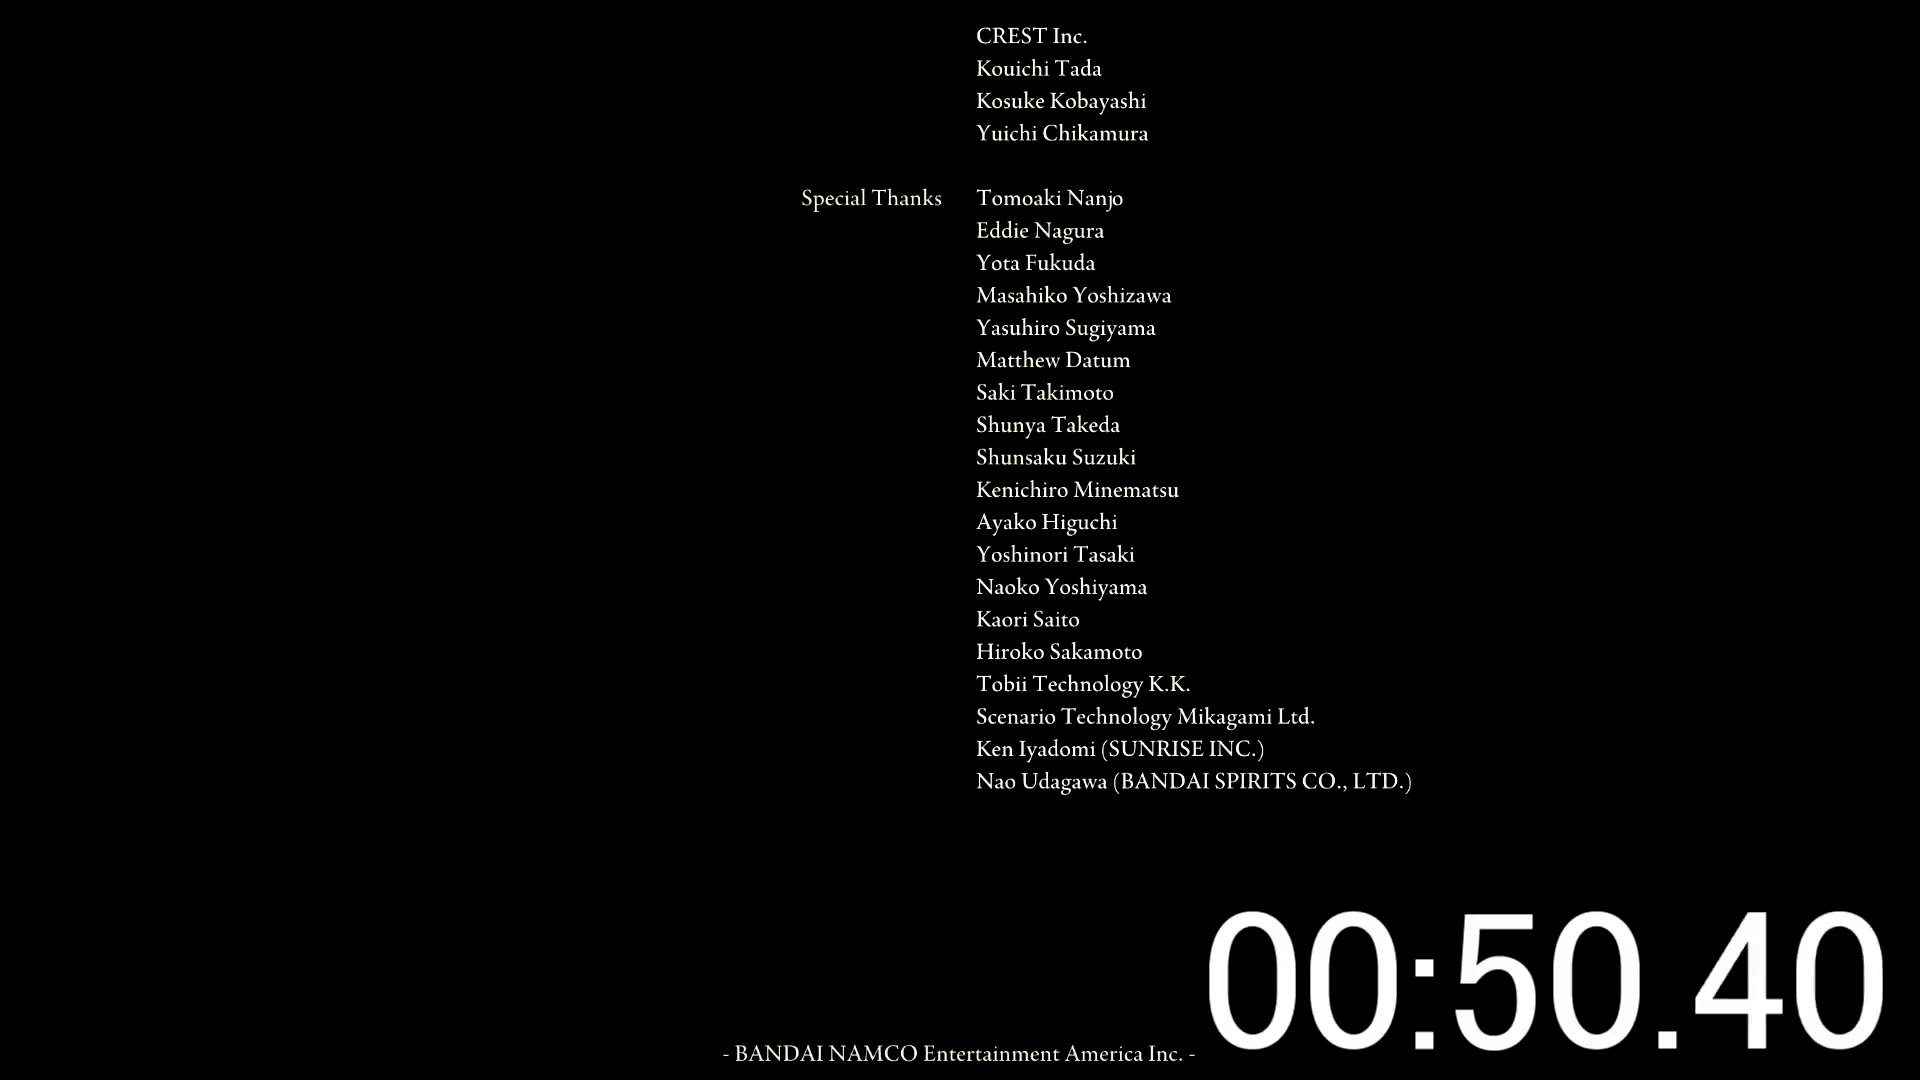 CREST Inc.
Kouichi Tada
Kosuke Kobayashi
Yuichi Chikamura
Special Thanks Tomoaki Nanjo
Eddie Nagura
Yota Fukuda
Masahiko Yoshizawa
Yasuhiro Sugiyama
Matthew Datum
Saki Takimoto
Shunya Takeda
Shunsaku Suzuki
Kenichiro Minematsu
Ayako Higuchi
Yoshinori Tasaki
Naoko Yoshiyama
Kaori Saito
Hiroko Sakamoto
Tobii Technology K.K.
Scenario Technology Mikagami Ltd.
Ken Iyadomi (SUNRISE INC.)
Nao Udagawa (BANDAI SPIRITS CO., LTD.)
00:50.40
- BANDAI NAMCO Entertainment America Inc. -